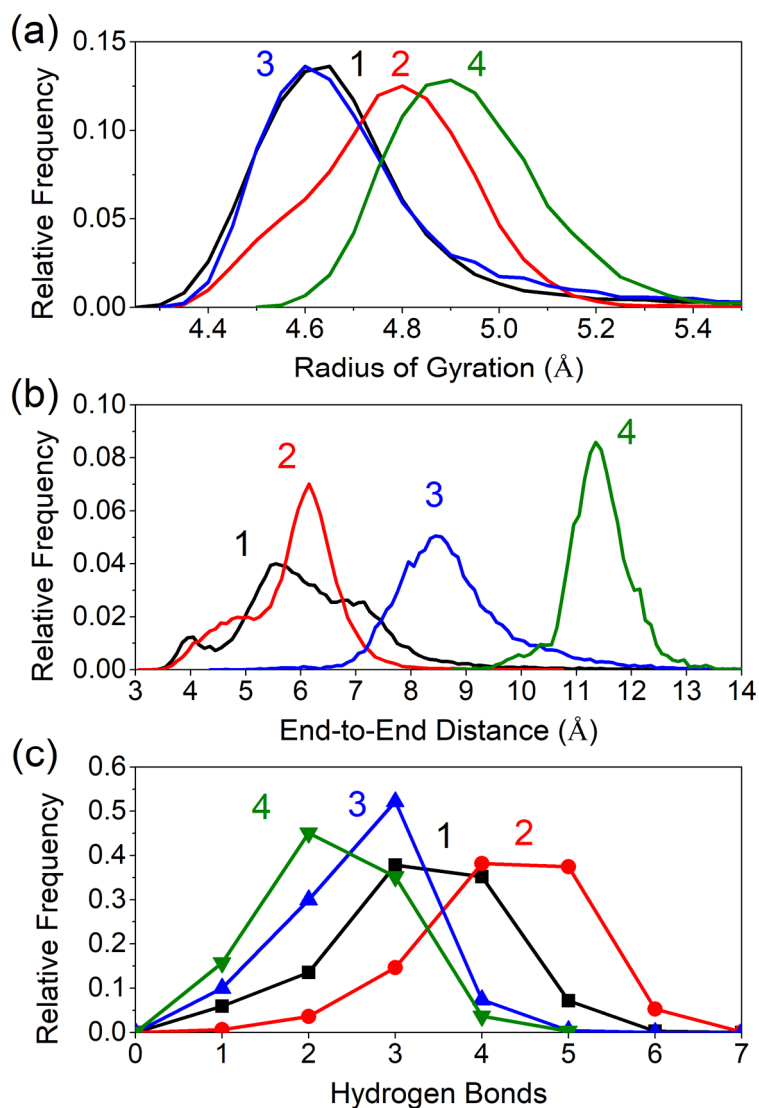 (a)
0.15
0.10
0.05
0.00
Relative Frequency
3
1
2
4
4.4 4.6 4.8 5.0 5.2 5.4
Radius of Gyration (Å)
(b)
0.10
0.08
0.06
0.04
0.02
0.00
Relative Frequency
1
2
3
4
3 4 5 6 7 8 9 10 11 12 13 14
End-to-End Distance (Å)
(c)
0.6
0.5
0.4
0.3
0.2
0.1
0.0
Relative Frequency
4
3
1
2
0 1 2 3 4 5 6 7
Hydrogen Bonds